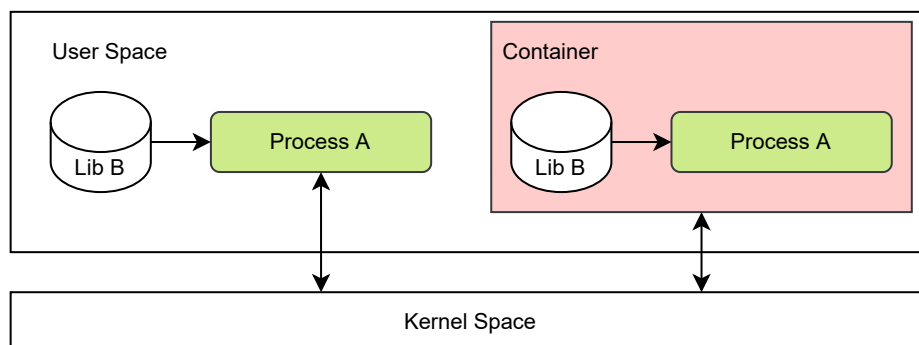 User Space
Container
Lib B
Process A
Lib B
Process A
Kernel Space